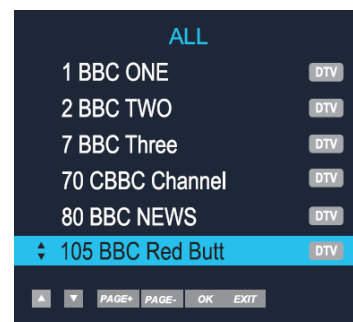 ALL
1 BBC ONE DTV
2 BBC TWO DTV
7 BBC Three DTV
70 CBBC Channel DTV
80 BBC NEWS DTV
105 BBC Red Butt DTV
PAGE+ PAGE- OK EXIT